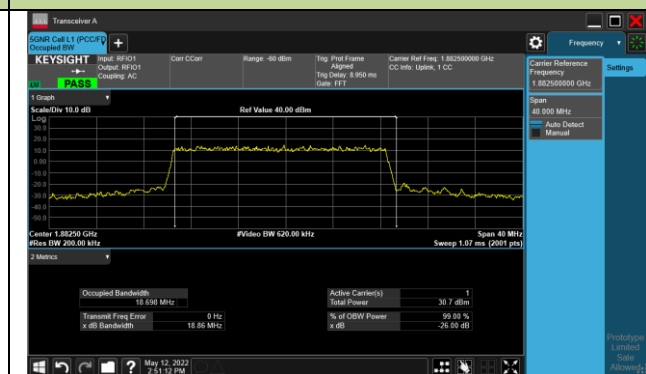 Transceiver A
5GNR Cell L1 (PCC/FD
Occupied BW
Frequency
KEYSIGHT
LW
PASS
Input: RFIO1
Output: RFIO1
Coupling: AC
Corr CCorr
Range: -60 dBm
Trig: Prof Frame
Aligned
Trig Delay: 8.950 ms
Gate: FFT
Carrier Ref Freq: 1.882500000 GHz
CC Info: Uplink, 1 CC
Carrier Reference
Frequency
1.882500000 GHz
Settings
Span
40.000 MHz
Auto Detect
Manual
1 Graph
Scale/Div 10.0 dB
Ref Value 40.00 dBm
Log
30.0
20.0
10.0
0.00
-10.0
-20.0
-30.0
-40.0
-50.0
Center 1.88250 GHz
#Video BW 620.00 kHz
Span 40 MHz
#Res BW 200.00 kHz
Sweep 1.07 ms (2001 pts)
2 Metrics
Occupied Bandwidth
18.698 MHz
Active Carrier(s) 1
Total Power 30.7 dBm
Transmit Freq Error 0 Hz
x dB Bandwidth 18.86 MHz
% of OBW Power 99.00 %
x dB -26.00 dB
Prototype
Limited
Sale
Allowed
May 12, 2022
2:51:12 PM